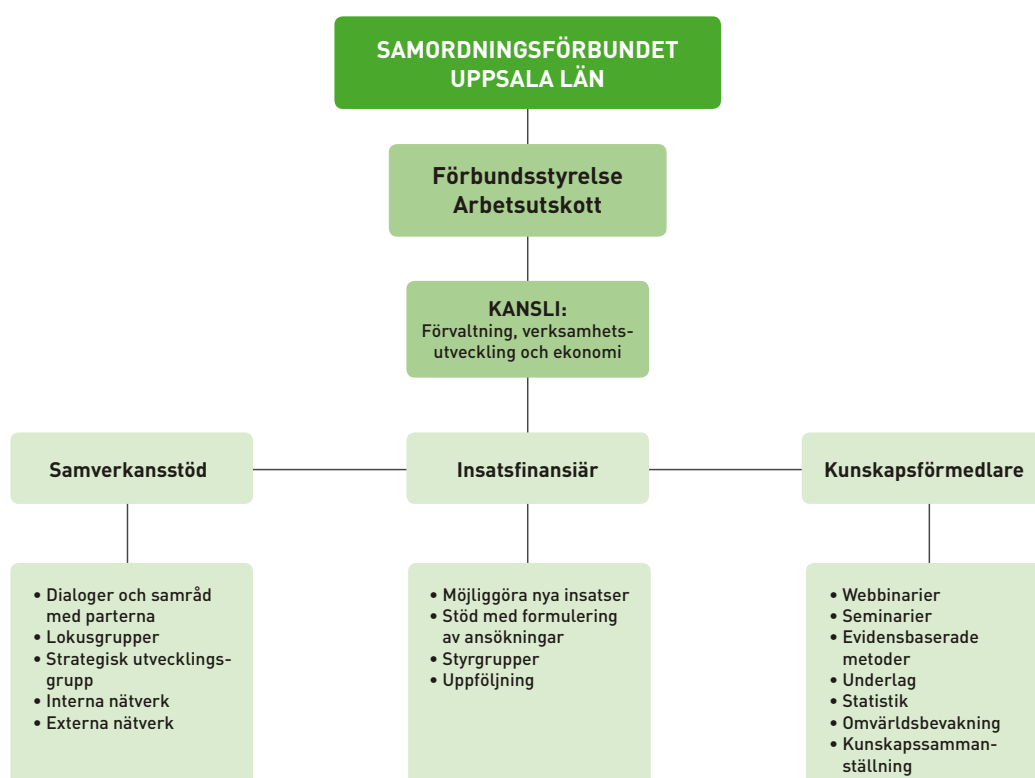 SAMORDNINGSFÖRBUNDET
UPPSALA LÄN
Förbundsstyrelse
Arbetsutskott
KANSLI:
Förvaltning, verksamhets-
utveckling och ekonomi
Samverkansstöd
Insatsfinansiär
Kunskapsförmedlare
• Dialoger och samråd
med parterna
• Lokusgrupper
• Strategisk utvecklings-
grupp
• Interna nätverk
• Externa nätverk
• Möjliggöra nya insatser
• Stöd med formulering
av ansökningar
• Styrgrupper
• Uppföljning
• Webbinarier
• Seminarier
• Evidensbaserade
metoder
• Underlag
• Statistik
• Omvärldsbevakning
• Kunskapssamman-
ställning